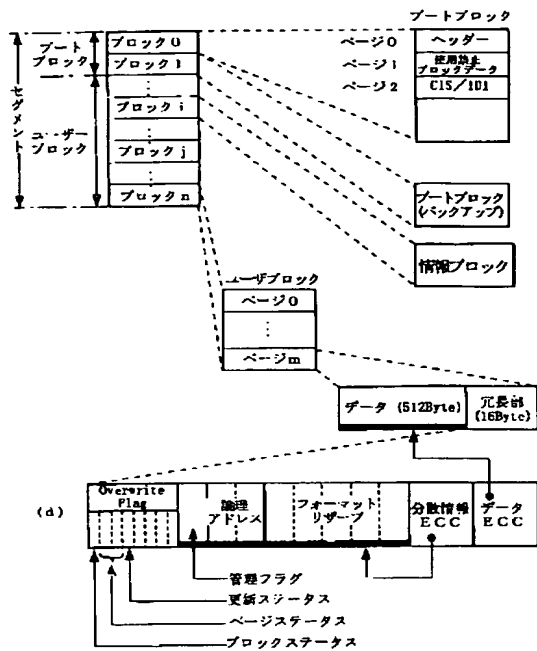 ブートブロック
ブロック0
ブロック1
⋮
ブロックi
⋮
ブロックj
⋮
ブロックn
ブート
ブロック
セグメント
ユーザー
ブロック
ページ0
ページ1
ページ2
ヘッダー
使用禁止
ブロックデータ
CIS/IDI
ブートブロック
(バックアップ)
情報ブロック
ユーザブロック
ページ0
⋮
ページm
データ (512Byte)
冗長部
(16Byte)
(d)
Overwrite
Flag
論理
アドレス
フォーマット
リザーブ
分散情報
ECC
データ
ECC
管理フラグ
更新ステータス
ページステータス
ブロックステータス